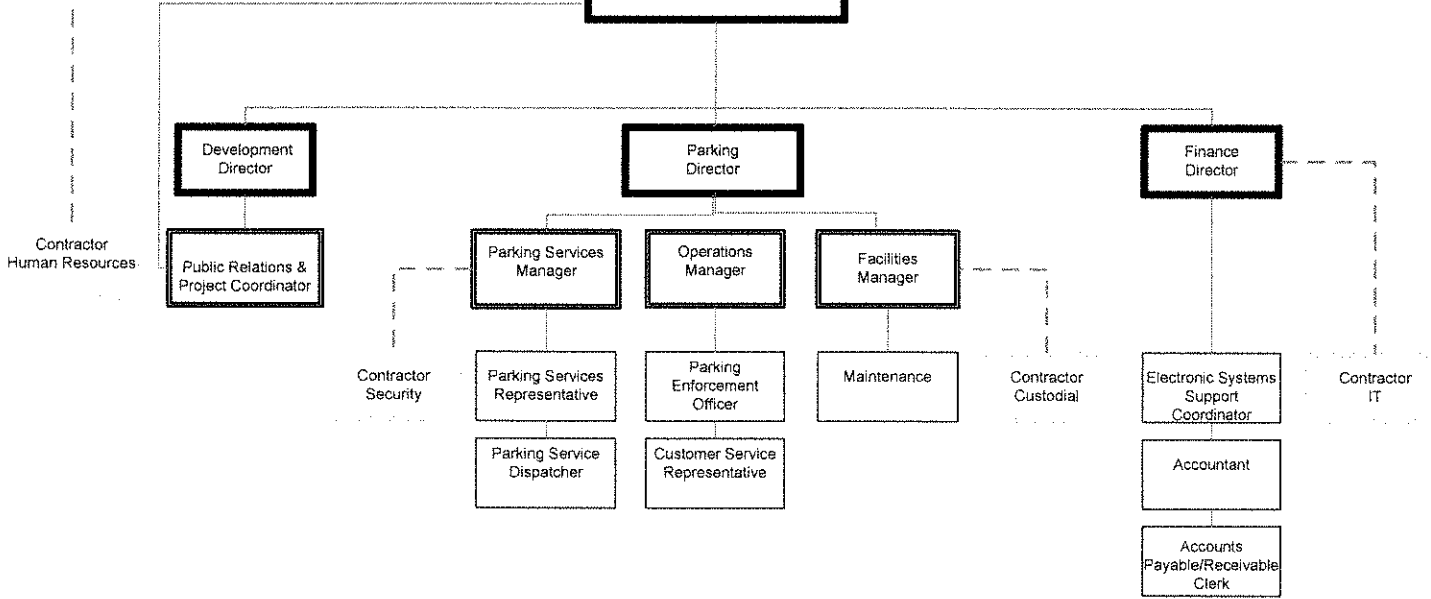 Development
Director
Parking
Director
Finance
Director
Contractor
Human Resources
Public Relations &
Project Coordinator
Parking Services
Manager
Operations
Manager
Facilities
Manager
Contractor
Security
Parking Services
Representative
Parking
Enforcement
Officer
Maintenance
Contractor
Custodial
Electronic Systems
Support
Coordinator
Contractor
IT
Parking Service
Dispatcher
Customer Service
Representative
Accountant
Accounts
Payable/Receivable
Clerk